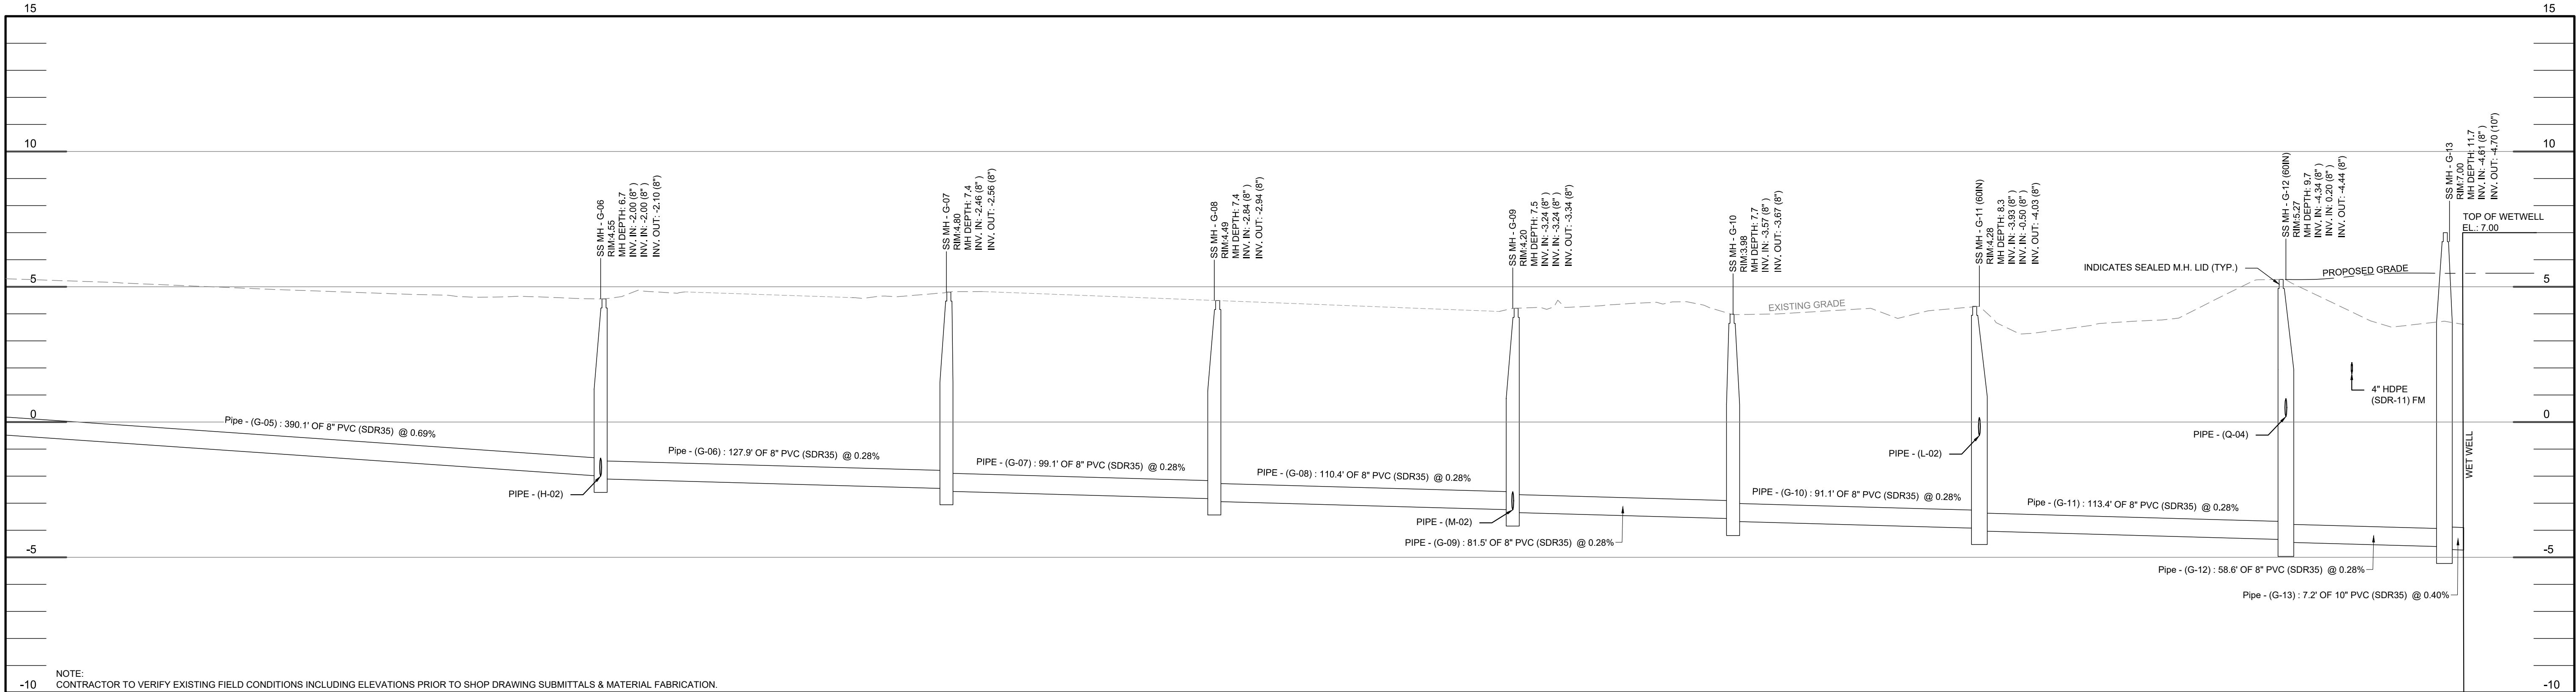 15
15
10
10
5
5
0
0
-5
-5
-10
-10
SS MH - G-06
RIM:4.55
MH DEPTH: 6.7
INV. IN: -2.00 (8" )
INV. IN: -2.00 (8" )
INV. OUT: -2.10 (8")
SS MH - G-07
RIM:4.80
MH DEPTH: 7.4
INV. IN: -2.46 (8" )
INV. OUT: -2.56 (8")
SS MH - G-08
RIM:4.49
MH DEPTH: 7.4
INV. IN: -2.84 (8" )
INV. OUT: -2.94 (8")
SS MH - G-09
RIM:4.20
MH DEPTH: 7.5
INV. IN: -3.24 (8" )
INV. IN: -3.24 (8" )
INV. OUT: -3.34 (8")
SS MH - G-10
RIM:3.98
MH DEPTH: 7.7
INV. IN: -3.57 (8" )
INV. OUT: -3.67 (8")
SS MH - G-11 (60IN)
RIM:4.28
MH DEPTH: 8.3
INV. IN: -3.93 (8" )
INV. IN: -0.50 (8" )
INV. OUT: -4.03 (8")
SS MH - G-12 (60IN)
RIM:5.27
MH DEPTH: 9.7
INV. IN: -4.34 (8" )
INV. IN: 0.20 (8" )
INV. OUT: -4.44 (8")
SS MH - G-13
RIM:7.00
MH DEPTH: 11.7
INV. IN: -4.61 (8" )
INV. OUT: -4.70 (10")
TOP OF WETWELL
EL.: 7.00
INDICATES SEALED M.H. LID (TYP.)
PROPOSED GRADE
EXISTING GRADE
4" HDPE
(SDR-11) FM
WET WELL
Pipe - (G-05) : 390.1' OF 8" PVC (SDR35) @ 0.69%
Pipe - (G-06) : 127.9' OF 8" PVC (SDR35) @ 0.28%
PIPE - (G-07) : 99.1' OF 8" PVC (SDR35) @ 0.28%
PIPE - (G-08) : 110.4' OF 8" PVC (SDR35) @ 0.28%
PIPE - (G-10) : 91.1' OF 8" PVC (SDR35) @ 0.28%
Pipe - (G-11) : 113.4' OF 8" PVC (SDR35) @ 0.28%
PIPE - (H-02)
PIPE - (M-02)
PIPE - (L-02)
PIPE - (Q-04)
PIPE - (G-09) : 81.5' OF 8" PVC (SDR35) @ 0.28%
Pipe - (G-12) : 58.6' OF 8" PVC (SDR35) @ 0.28%
Pipe - (G-13) : 7.2' OF 10" PVC (SDR35) @ 0.40%
NOTE:
CONTRACTOR TO VERIFY EXISTING FIELD CONDITIONS INCLUDING ELEVATIONS PRIOR TO SHOP DRAWING SUBMITTALS & MATERIAL FABRICATION.